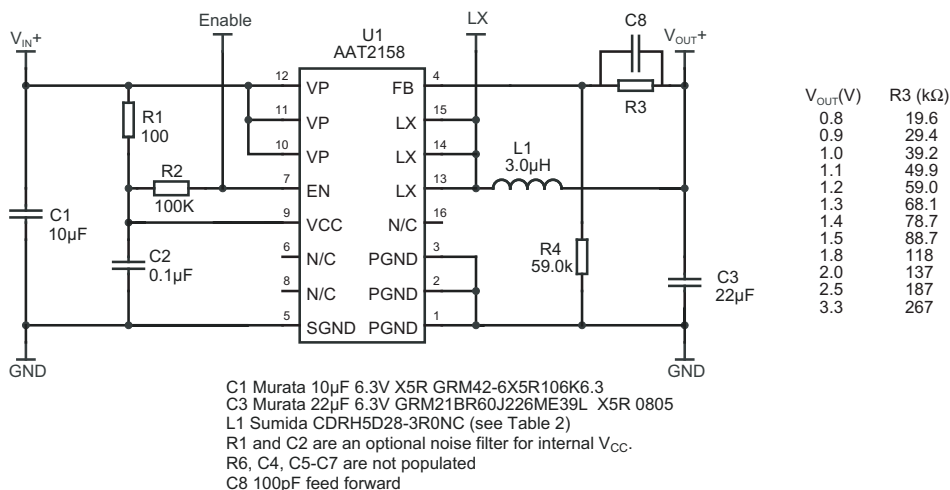 Enable
LX
C8
V_IN+
U1
AAT2158
V_OUT+
12 VP
FB 4
R3
11 VP
LX 15
R1
100
10 VP
LX 14
L1
3.0µH
R2
100K
7 EN
LX 13
C1
10µF
9 VCC
N/C 16
C2
0.1µF
6 N/C
PGND 3
R4
59.0k
8 N/C
PGND 2
C3
22µF
5 SGND
PGND 1
GND
GND
V_OUT(V) R3 (kΩ)
0.8 19.6
0.9 29.4
1.0 39.2
1.1 49.9
1.2 59.0
1.3 68.1
1.4 78.7
1.5 88.7
1.8 118
2.0 137
2.5 187
3.3 267
C1 Murata 10µF 6.3V X5R GRM42-6X5R106K6.3
C3 Murata 22µF 6.3V GRM21BR60J226ME39L X5R 0805
L1 Sumida CDRH5D28-3R0NC (see Table 2)
R1 and C2 are an optional noise filter for internal V_CC.
R6, C4, C5-C7 are not populated
C8 100pF feed forward